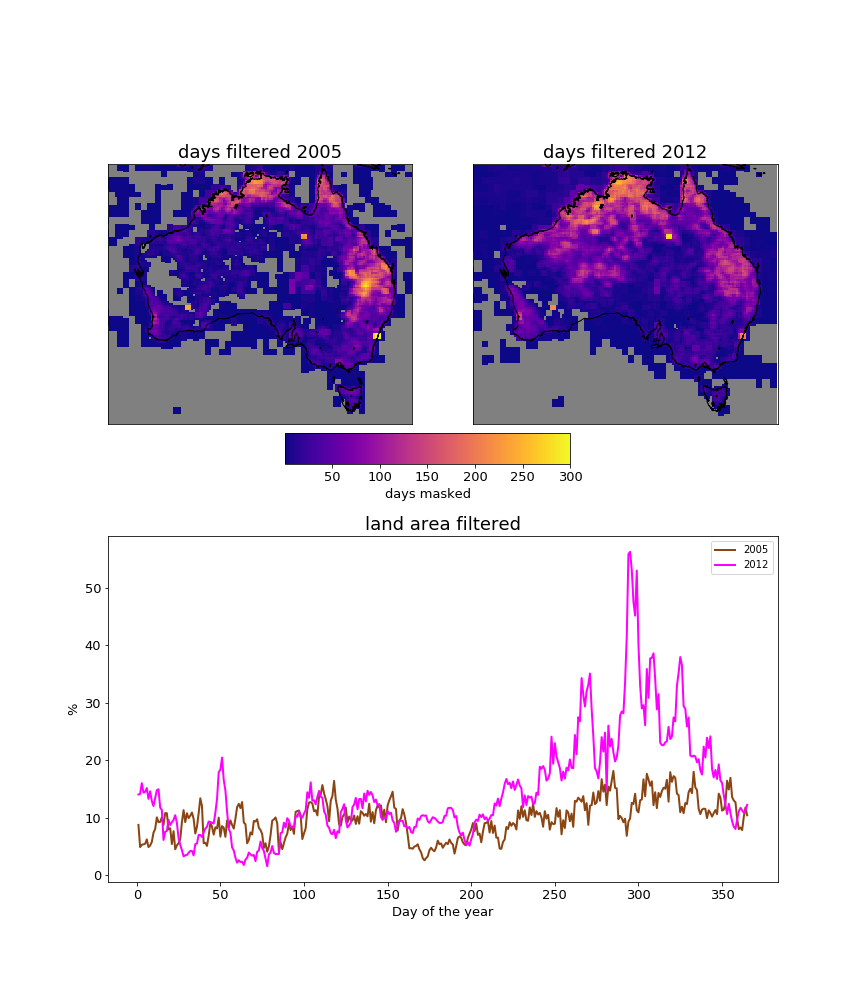 days filtered 2005
days filtered 2012
50 100 150 200 250 300
days masked
land area filtered
2005
2012
50
40
30
20
10
0
%
0 50 100 150 200 250 300 350
Day of the year